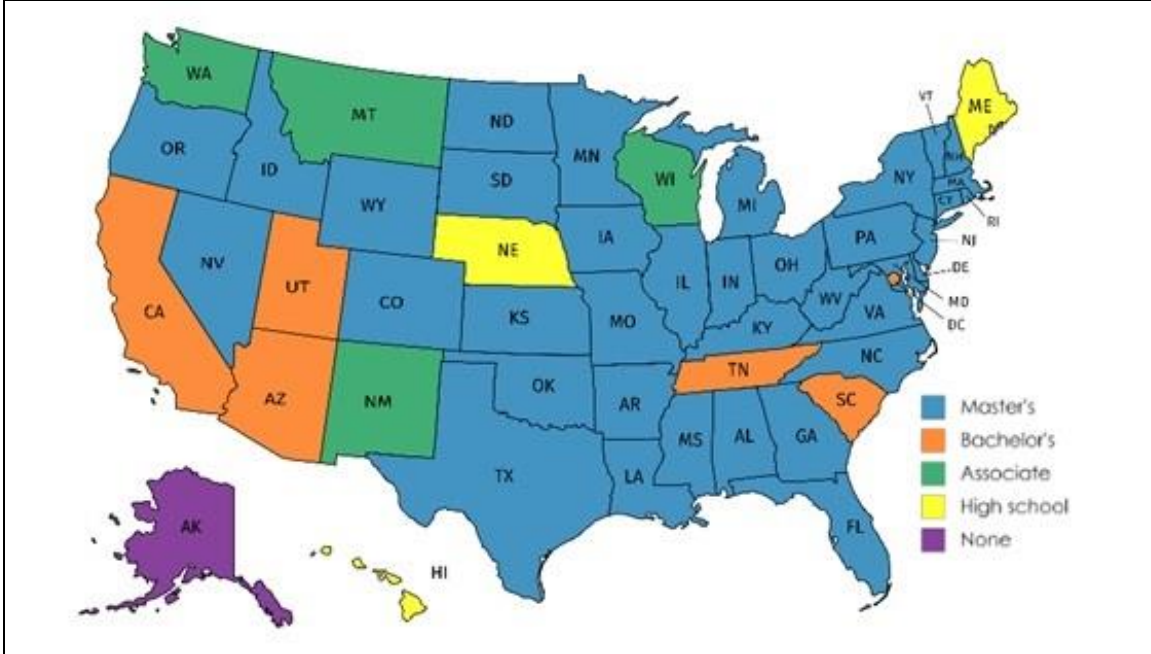 WA
MT
ND
MN
OR
ID
WY
SD
WI
MI
VT
ME
NH
NY
MA
CY
RI
NV
UT
CA
AZ
CO
NE
IA
KS
MO
IL
IN
OH
PA
NJ
DE
MD
DC
WV
VA
KY
NC
TN
SC
NM
OK
AR
TX
LA
MS
AL
GA
FL
AK
HI
Master's
Bachelor's
Associate
High school
None